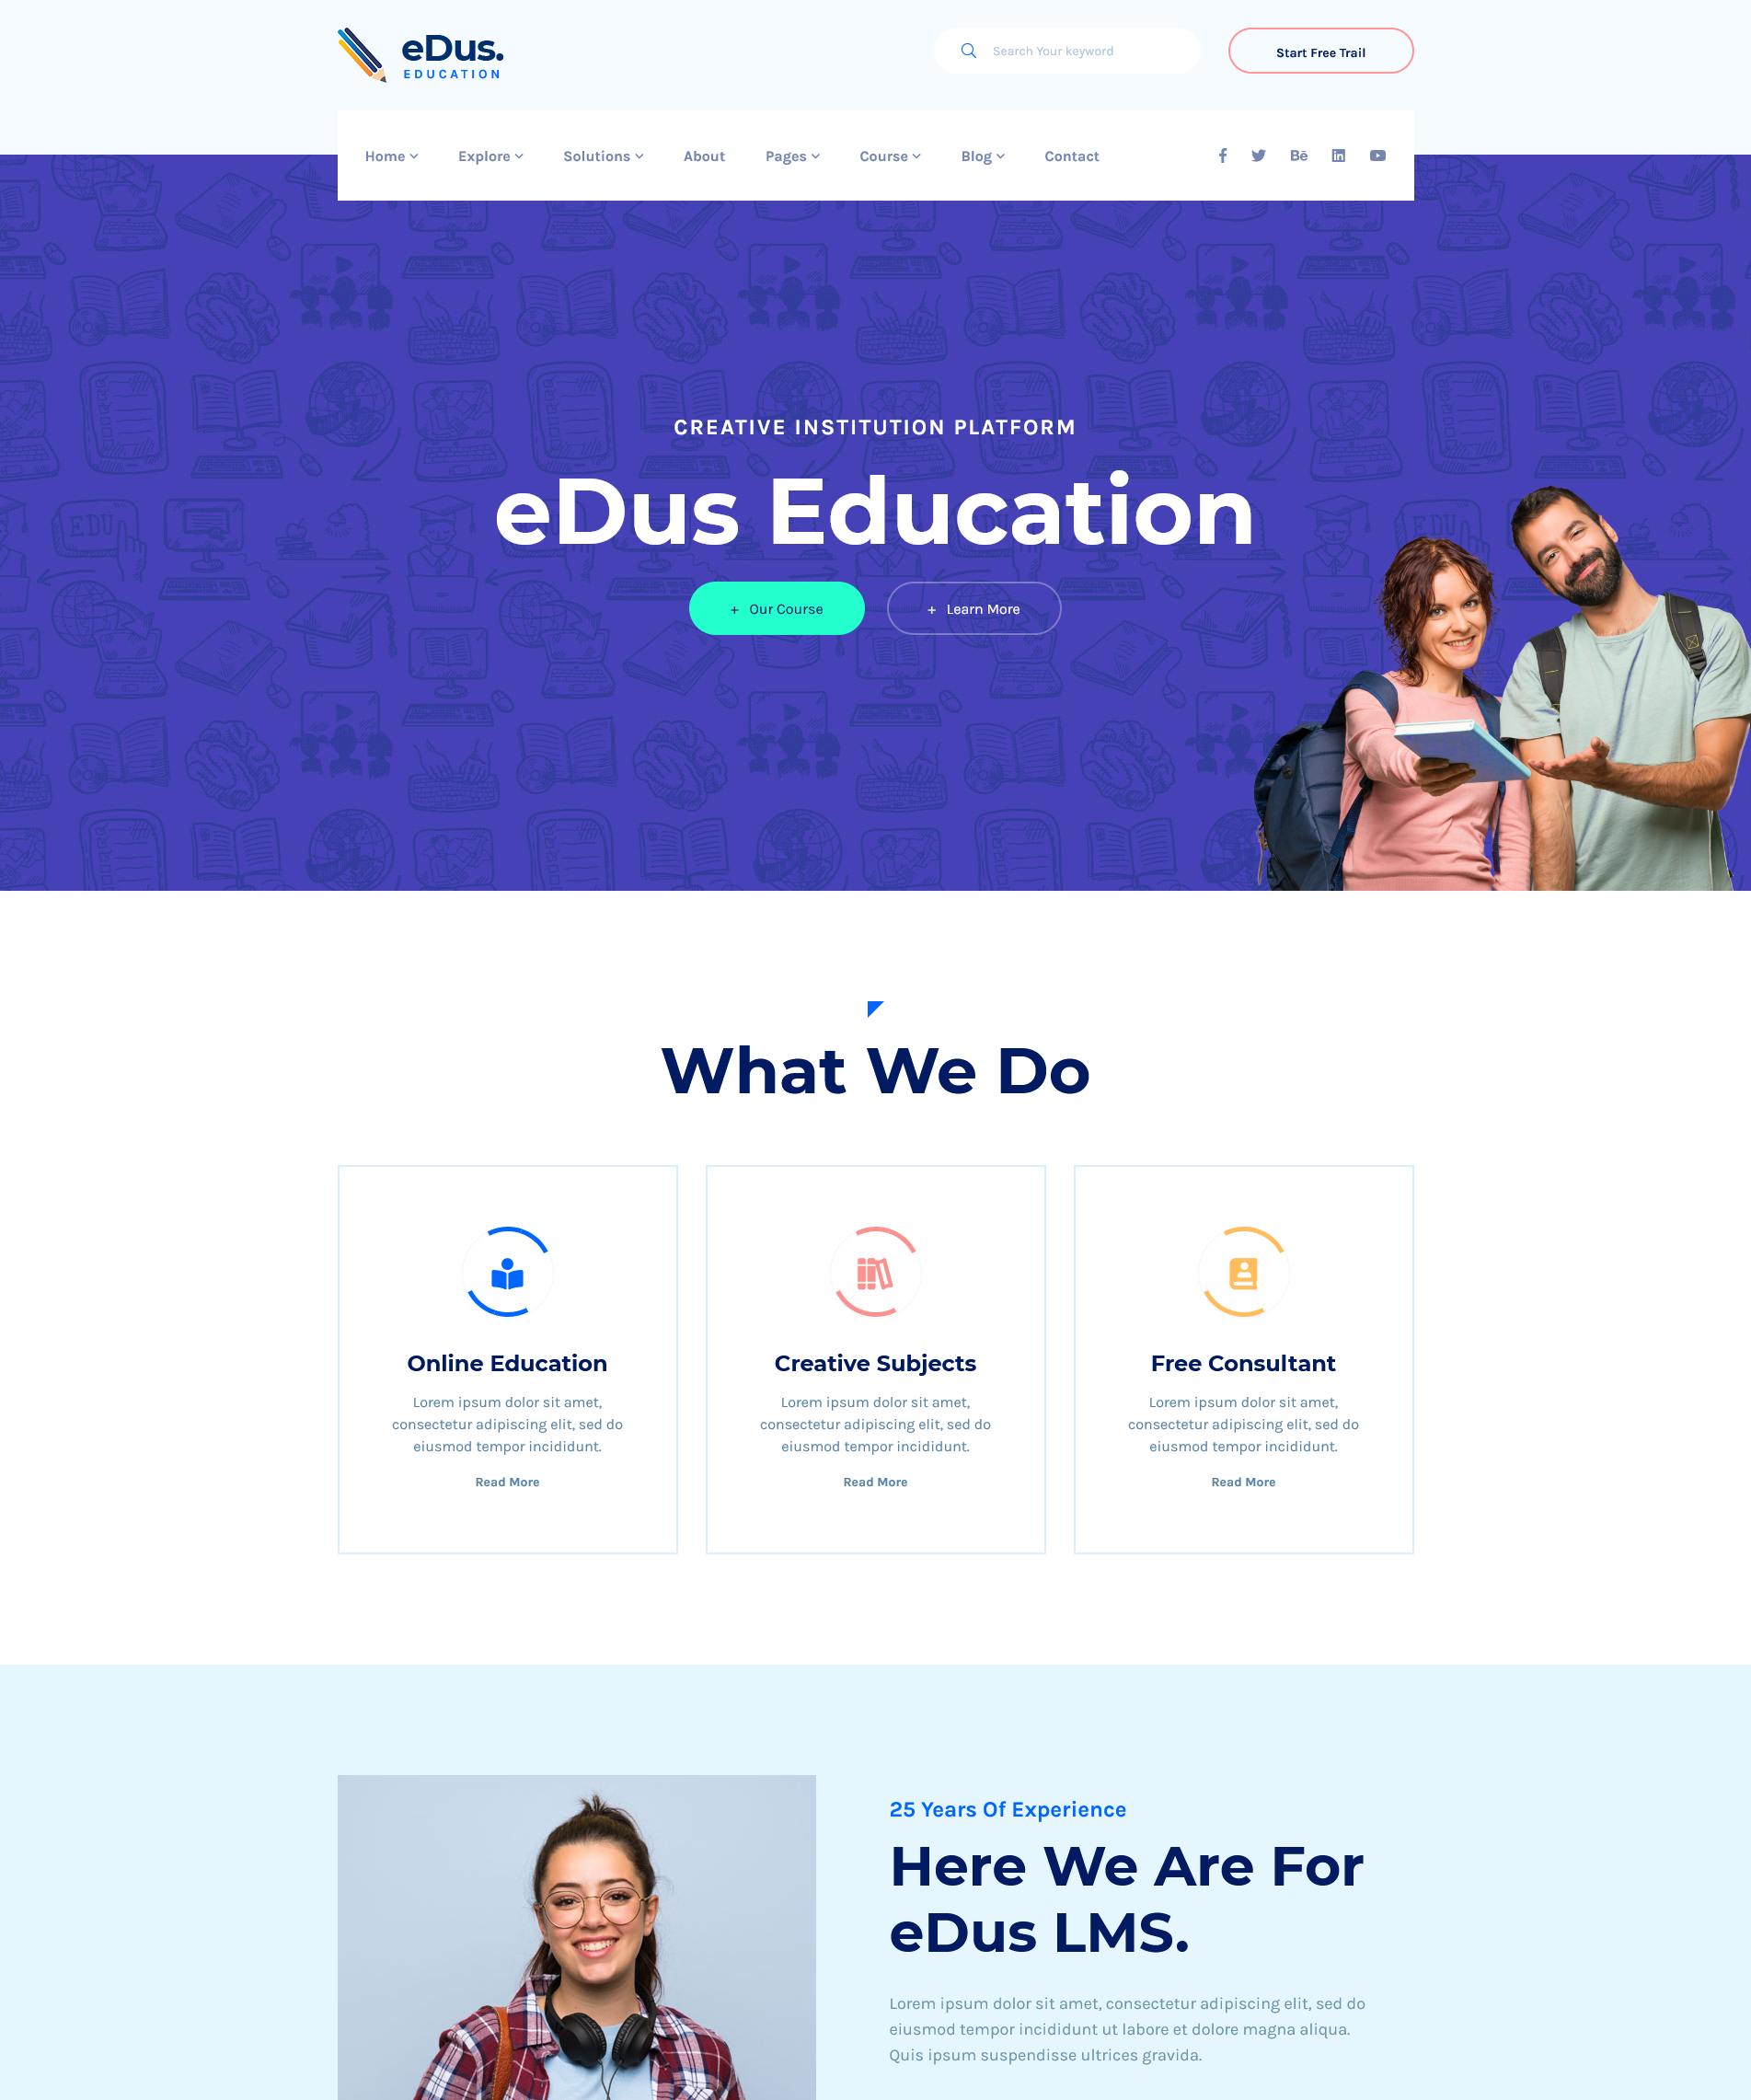 eDus.
EDUCATION
Search Your keyword
Start Free Trail
Home
Explore
Solutions
About
Pages
Course
Blog
Contact
Bē
CREATIVE INSTITUTION PLATFORM
eDus Education
+ Our Course
+ Learn More
What We Do
Online Education
Lorem ipsum dolor sit amet,
consectetur adipiscing elit, sed do
eiusmod tempor incididunt.
Read More
Creative Subjects
Lorem ipsum dolor sit amet,
consectetur adipiscing elit, sed do
eiusmod tempor incididunt.
Read More
Free Consultant
Lorem ipsum dolor sit amet,
consectetur adipiscing elit, sed do
eiusmod tempor incididunt.
Read More
25 Years Of Experience
Here We Are For
eDus LMS.
Lorem ipsum dolor sit amet, consectetur adipiscing elit, sed do
eiusmod tempor incididunt ut labore et dolore magna aliqua.
Quis ipsum suspendisse ultrices gravida.